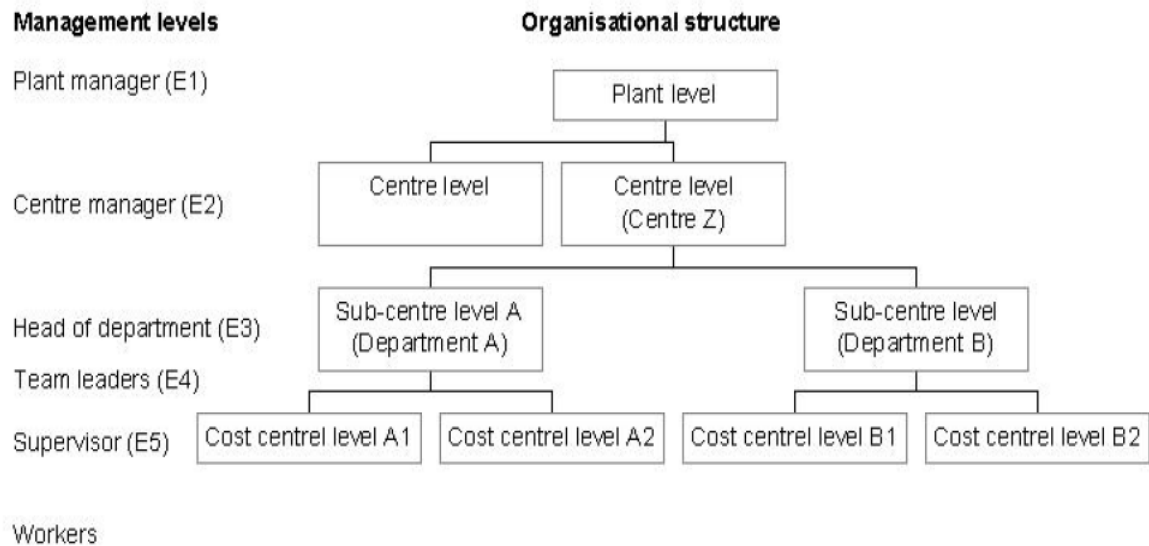 Management levels
Organisational structure
Plant manager (E1)
Plant level
Centre manager (E2)
Centre level
Centre level
(Centre Z)
Head of department (E3)
Sub-centre level A
(Department A)
Sub-centre level
(Department B)
Team leaders (E4)
Supervisor (E5)
Cost centrel level A1
Cost centrel level A2
Cost centrel level B1
Cost centrel level B2
Workers